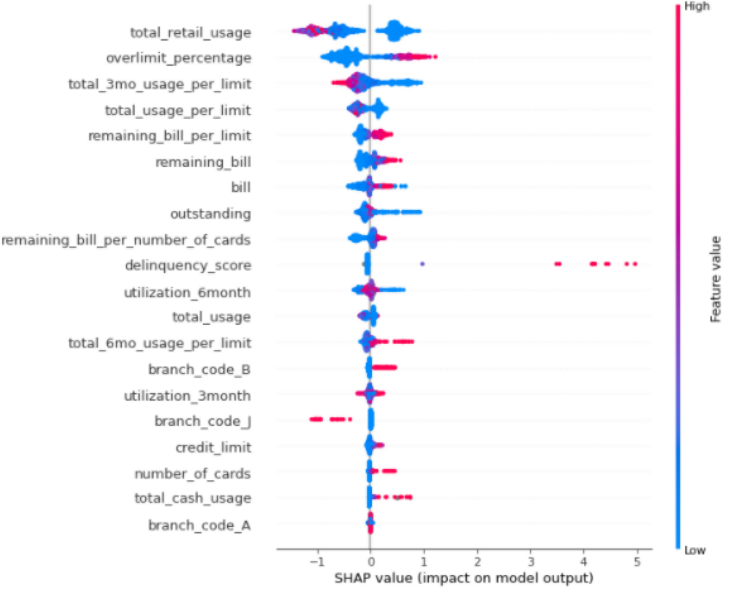 High
total_retail_usage
overlimit_percentage
total_3mo_usage_per_limit
total_usage_per_limit
remaining_bill_per_limit
remaining_bill
bill
outstanding
remaining_bill_per_number_of_cards
delinquency_score
utilization_6month
total_usage
total_6mo_usage_per_limit
branch_code_B
utilization_3month
branch_code_J
credit_limit
number_of_cards
total_cash_usage
branch_code_A
Feature value
Low
−1 0 1 2 3 4 5
SHAP value (impact on model output)